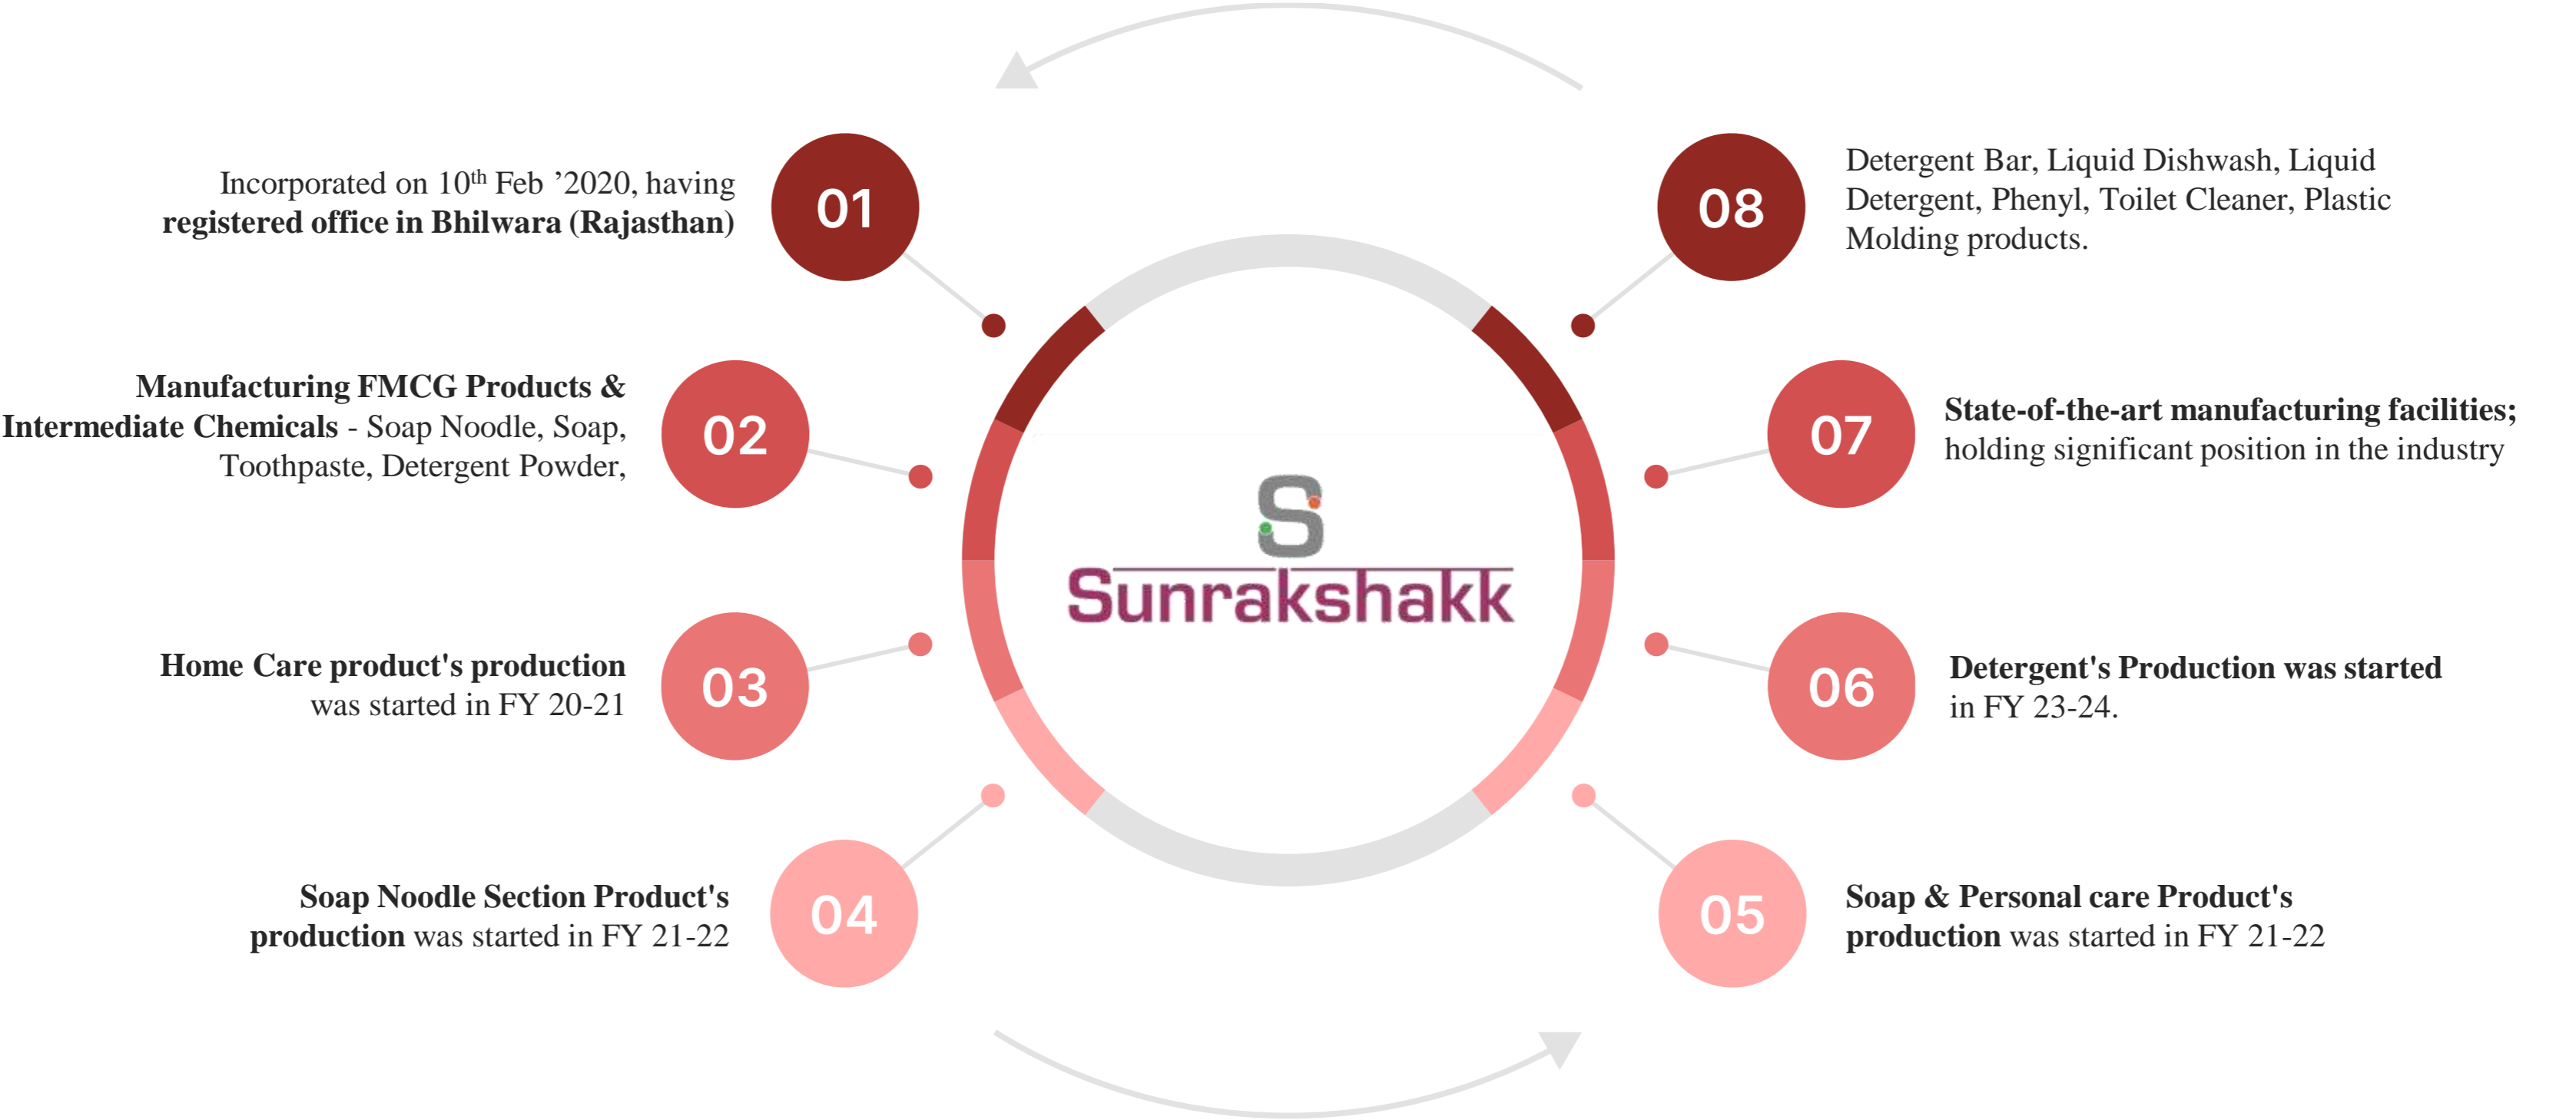 01
Incorporated on 10th Feb ’2020, having
registered office in Bhilwara (Rajasthan)
02
Manufacturing FMCG Products &
Intermediate Chemicals - Soap Noodle, Soap,
Toothpaste, Detergent Powder,
03
Home Care product's production
was started in FY 20-21
04
Soap Noodle Section Product's
production was started in FY 21-22
S
Sunrakshakk
05
Soap & Personal care Product's
production was started in FY 21-22
06
Detergent's Production was started
in FY 23-24.
07
State-of-the-art manufacturing facilities;
holding significant position in the industry
08
Detergent Bar, Liquid Dishwash, Liquid
Detergent, Phenyl, Toilet Cleaner, Plastic
Molding products.